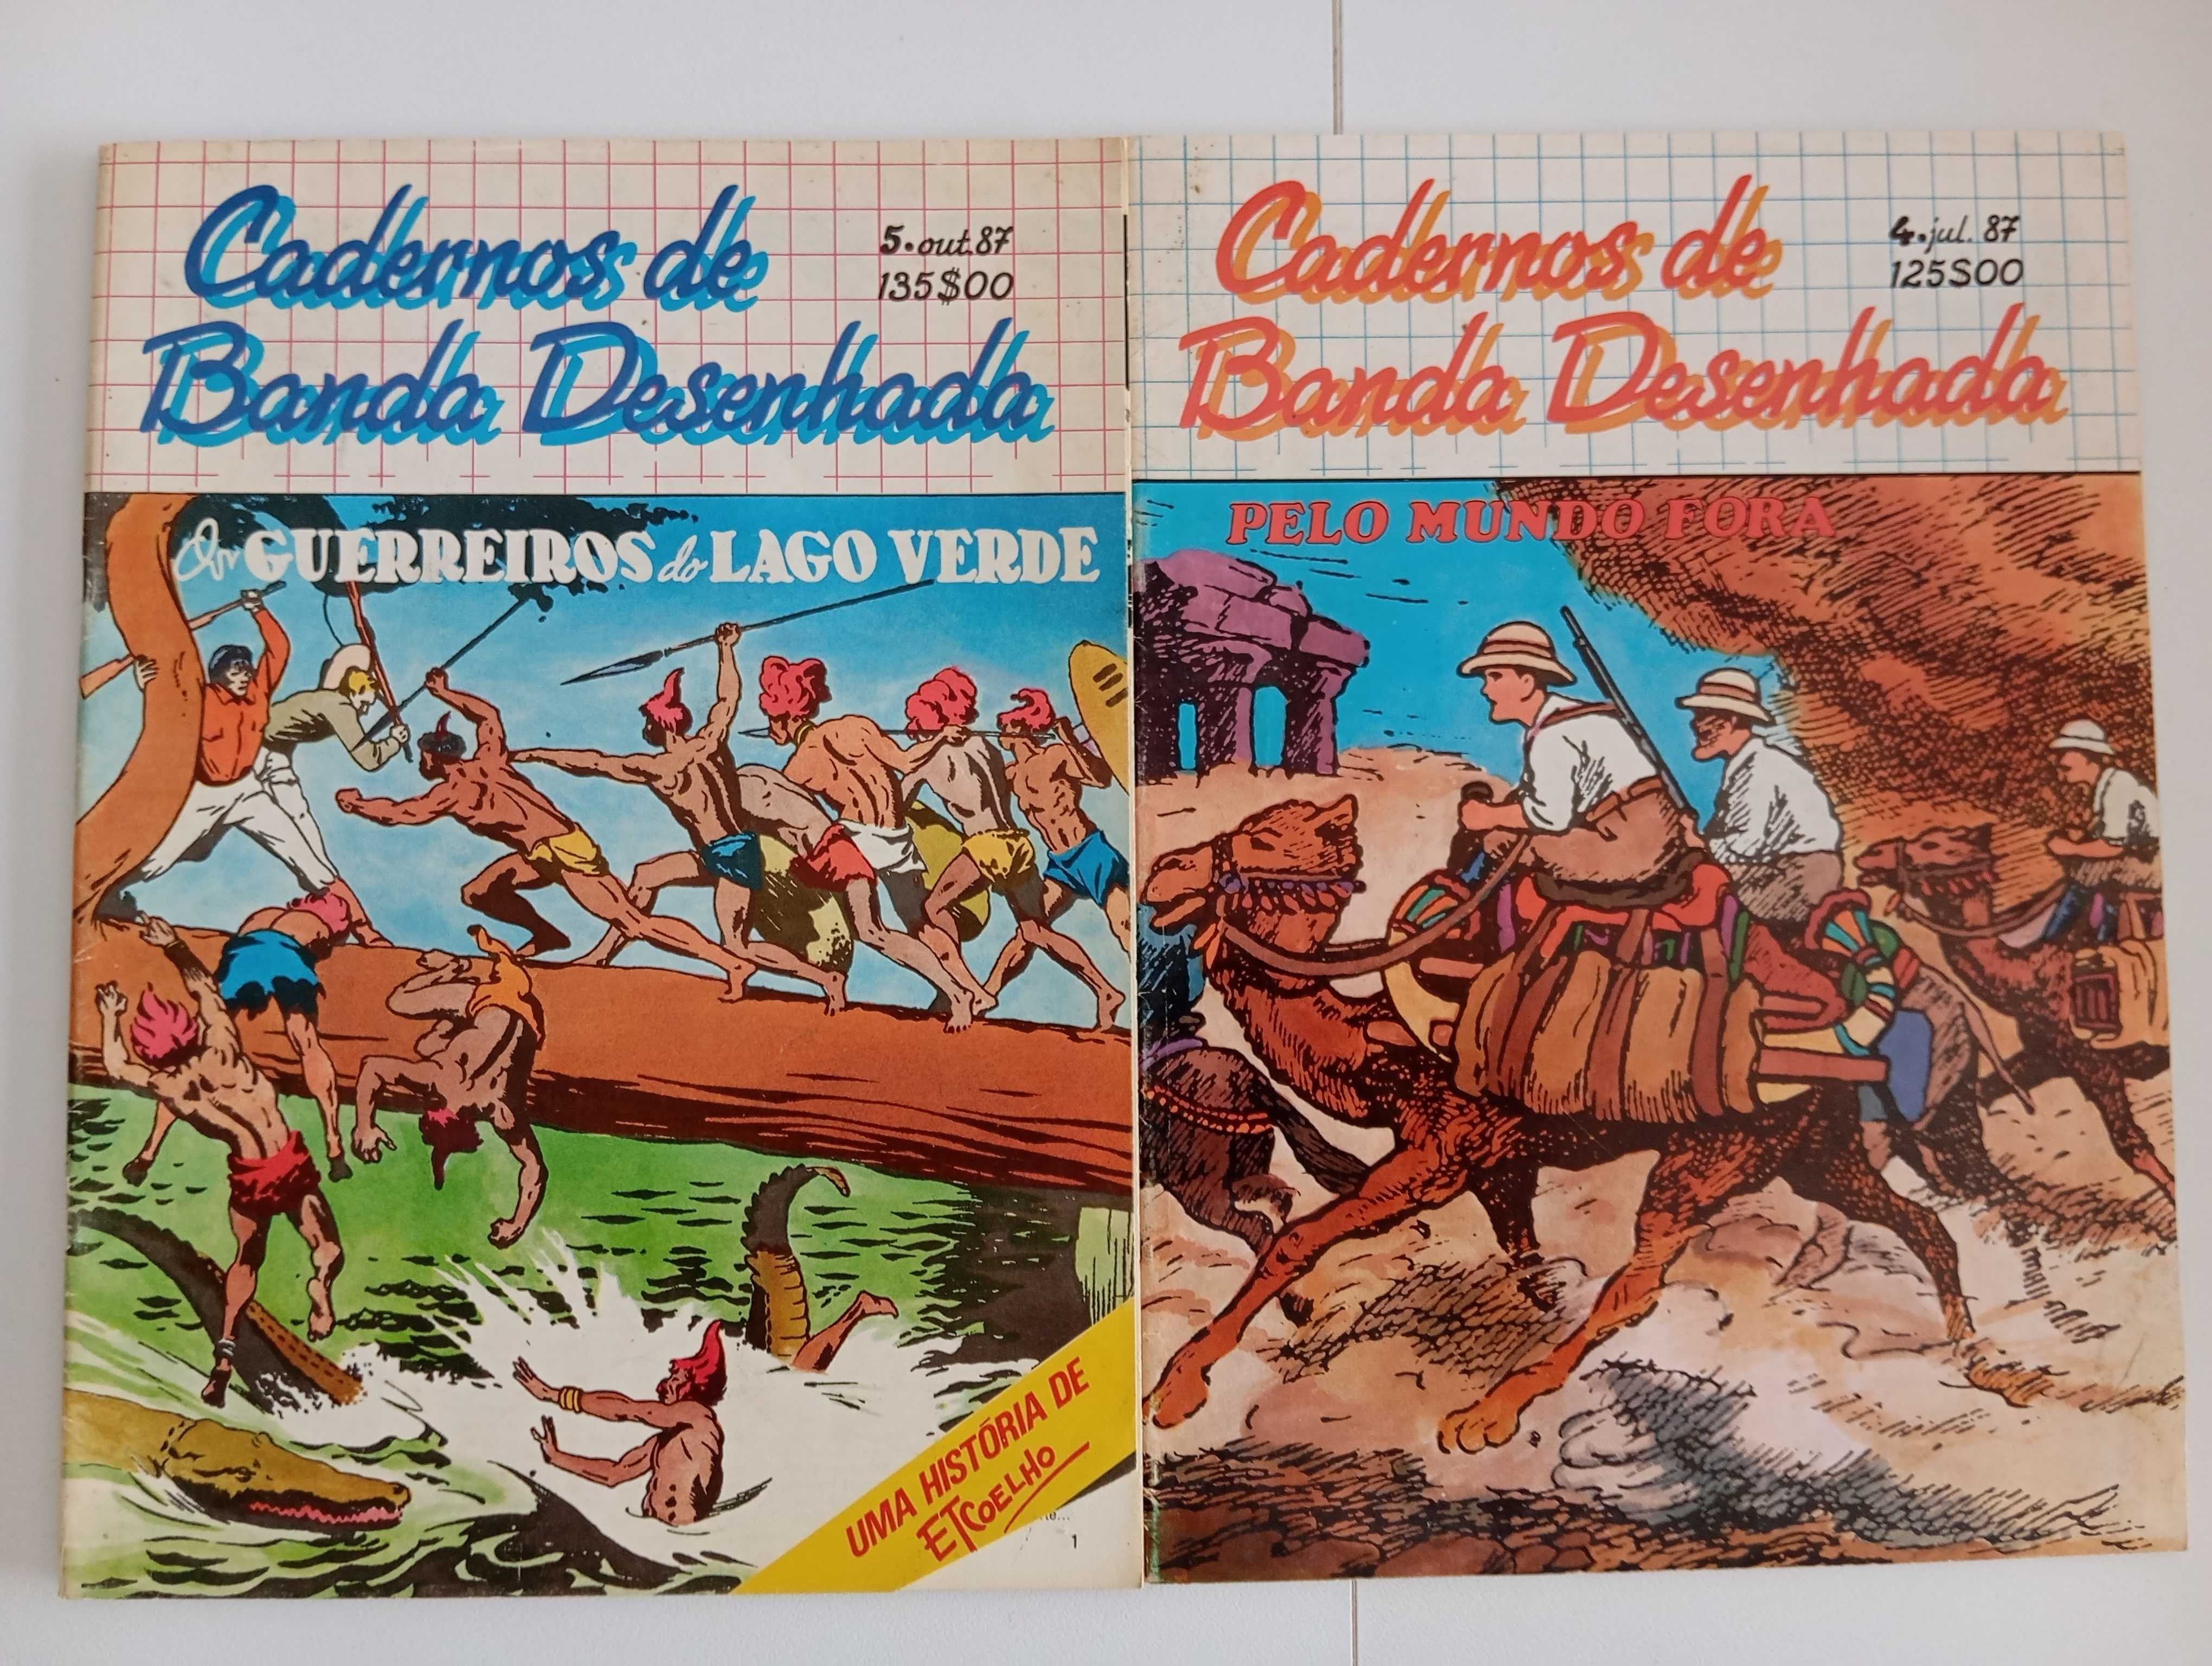 Cadernos de
Banda Desenhada
5.out.87
135$00
Os GUERREIROS do LAGO VERDE
UMA HISTÓRIA DE
ETCOELHO
1
Cadernos de
Banda Desenhada
4.jul.87
125$00
PELO MUNDO FORA